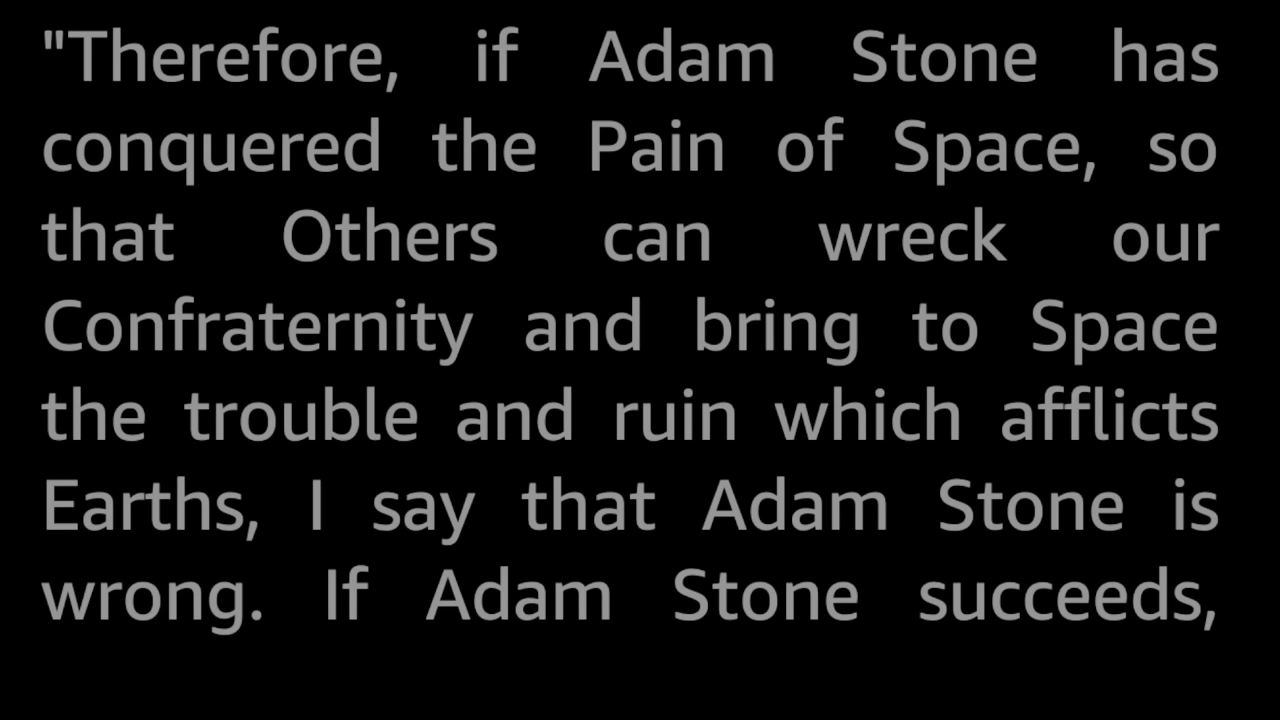 "Therefore, if Adam Stone has
conquered the Pain of Space, so
that Others can wreck our
Confraternity and bring to Space
the trouble and ruin which afflicts
Earths, I say that Adam Stone is
wrong. If Adam Stone succeeds,